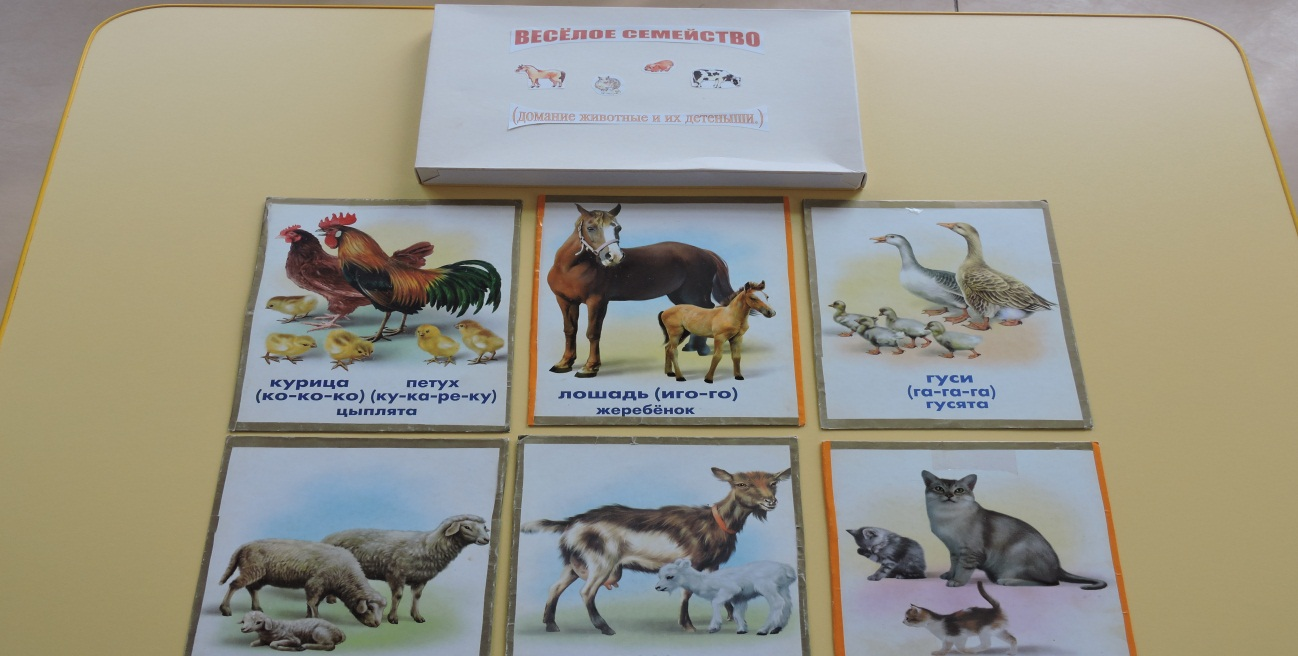 ВЕСЁЛОЕ СЕМЕЙСТВО
(домание животные и их детеныши.)
курица петух
(ко-ко-ко) (ку-ка-ре-ку)
цыплята
лошадь (иго-го)
жеребёнок
гуси
(га-га-га)
гусята